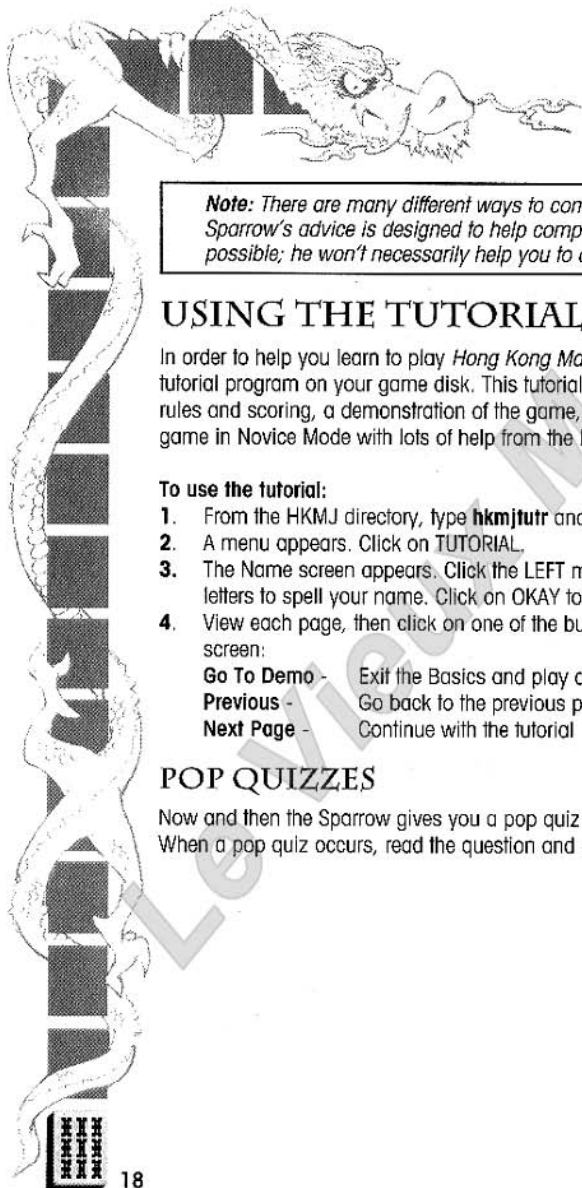 Note: There are many different ways to com
Sparrow's advice is designed to help comp
possible; he won't necessarily help you to
USING THE TUTORIAL
In order to help you learn to play Hong Kong Ma
tutorial program on your game disk. This tutorial
rules and scoring, a demonstration of the game,
game in Novice Mode with lots of help from the
To use the tutorial:
1. From the HKMJ directory, type hkmjtutr and
2. A menu appears. Click on TUTORIAL.
3. The Name screen appears. Click the LEFT m
letters to spell your name. Click on OKAY to
4. View each page, then click on one of the bu
screen:
Go To Demo - Exit the Basics and play
Previous - Go back to the previous p
Next Page - Continue with the tutorial
POP QUIZZES
Now and then the Sparrow gives you a pop quiz
When a pop quiz occurs, read the question and
18
Le Vieux M